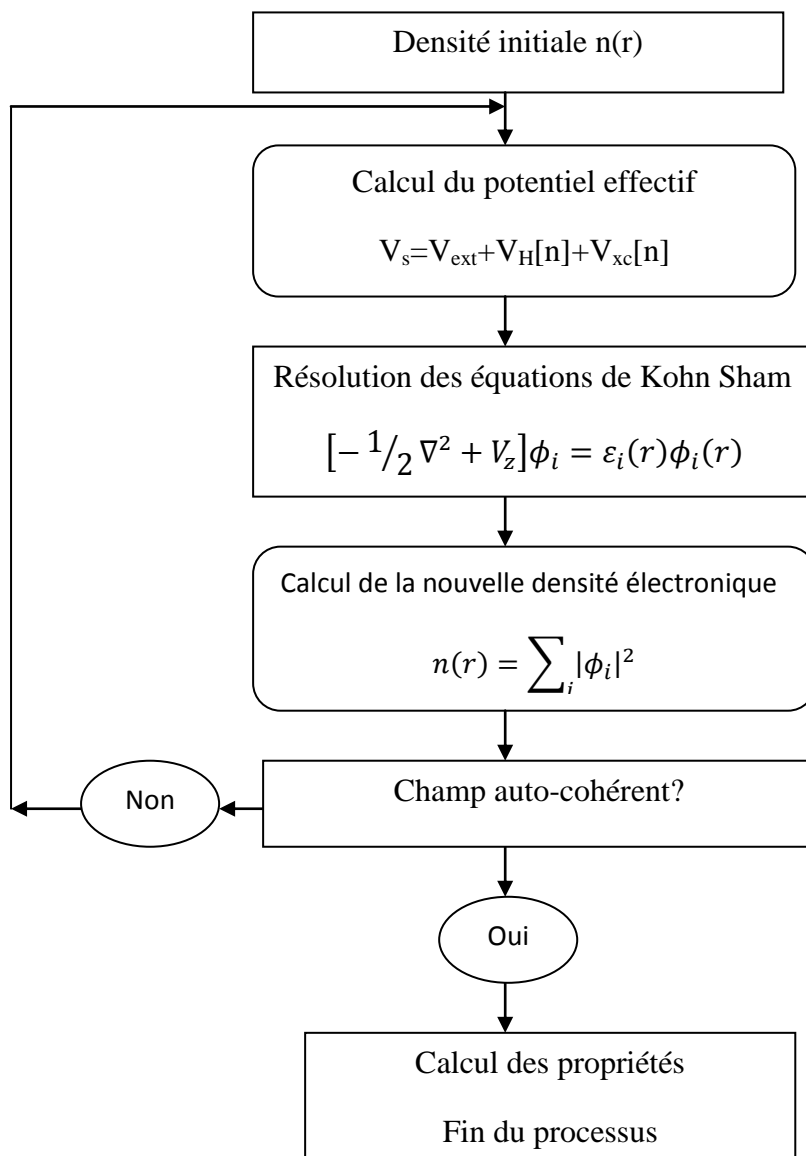 Densité initiale n(r)
Calcul du potentiel effectif
Vs=Vext+VH[n]+Vxc[n]
Résolution des équations de Kohn Sham
[− 1/2 ∇² + Vz]ϕi = εi(r)ϕi(r)
Calcul de la nouvelle densité électronique
n(r) = ∑i|ϕi|²
Non
Champ auto-cohérent?
Oui
Calcul des propriétés
Fin du processus